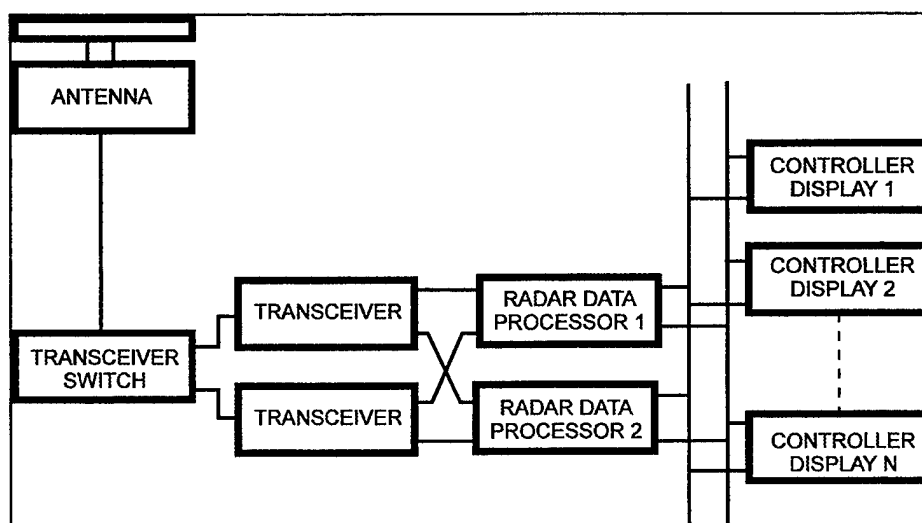 ANTENNA
TRANSCEIVER
SWITCH
TRANSCEIVER
TRANSCEIVER
RADAR DATA
PROCESSOR 1
RADAR DATA
PROCESSOR 2
CONTROLLER
DISPLAY 1
CONTROLLER
DISPLAY 2
CONTROLLER
DISPLAY N